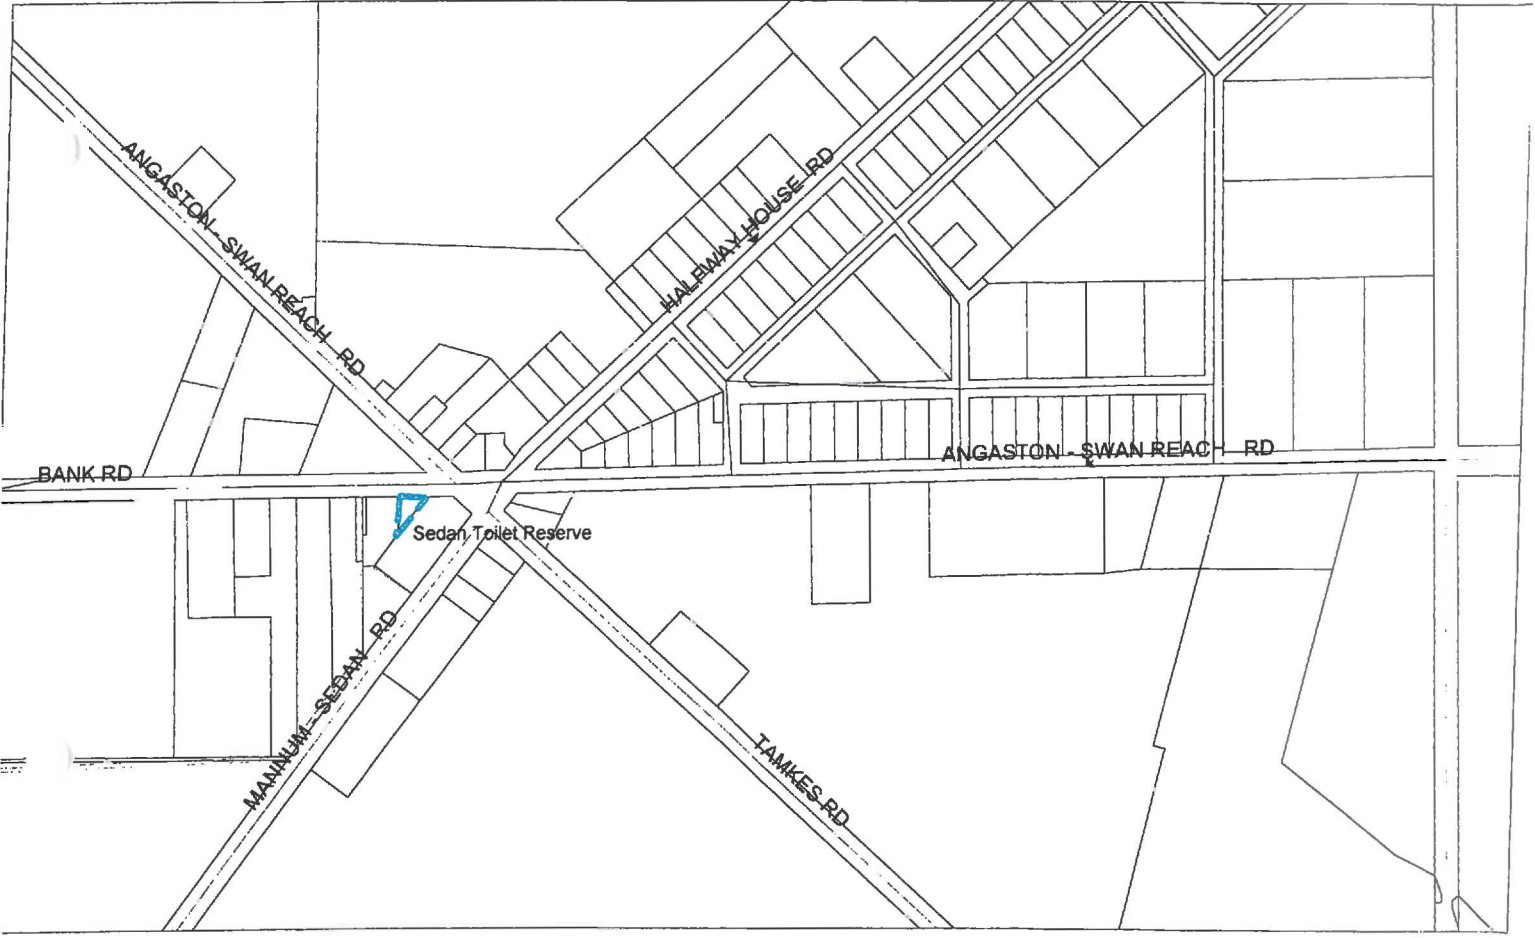 ANGASTON - SWAN REACH RD
HALFWAY HOUSE RD
BANK RD
ANGASTON - SWAN REACH RD
Sedan Toilet Reserve
MANNUM - SEDAN RD
TAMKES RD